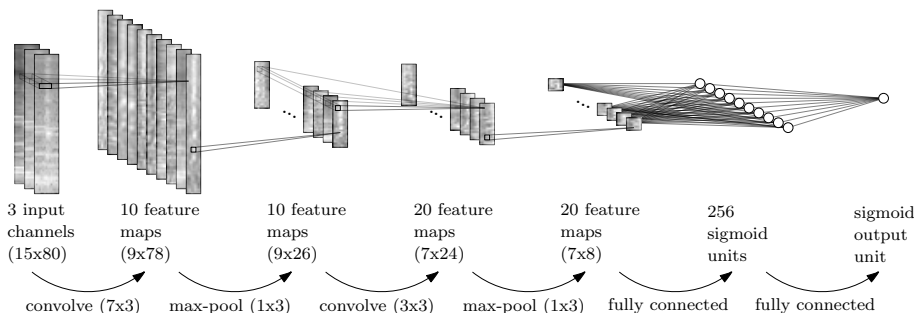 3 input
channels
(15x80)
10 feature
maps
(9x78)
10 feature
maps
(9x26)
20 feature
maps
(7x24)
20 feature
maps
(7x8)
256
sigmoid
units
sigmoid
output
unit
convolve (7x3)
max-pool (1x3)
convolve (3x3)
max-pool (1x3)
fully connected
fully connected